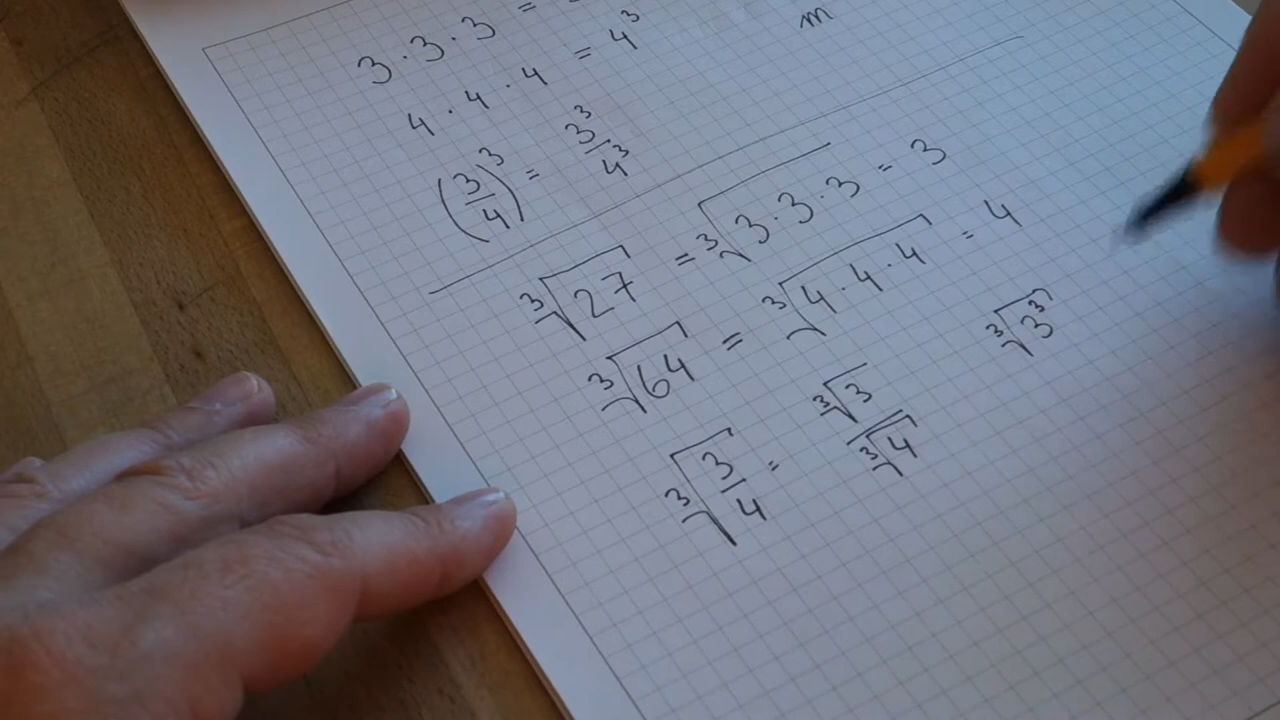 3 · 3 · 3 =
4 · 4 · 4 = 4³
m
(3/4)³ = 3³/4³
∛27 = ∛(3 · 3 · 3) = 3
∛64 = ∛(4 · 4 · 4) = 4
∛(3/4) = ∛3/∛4
∛3³